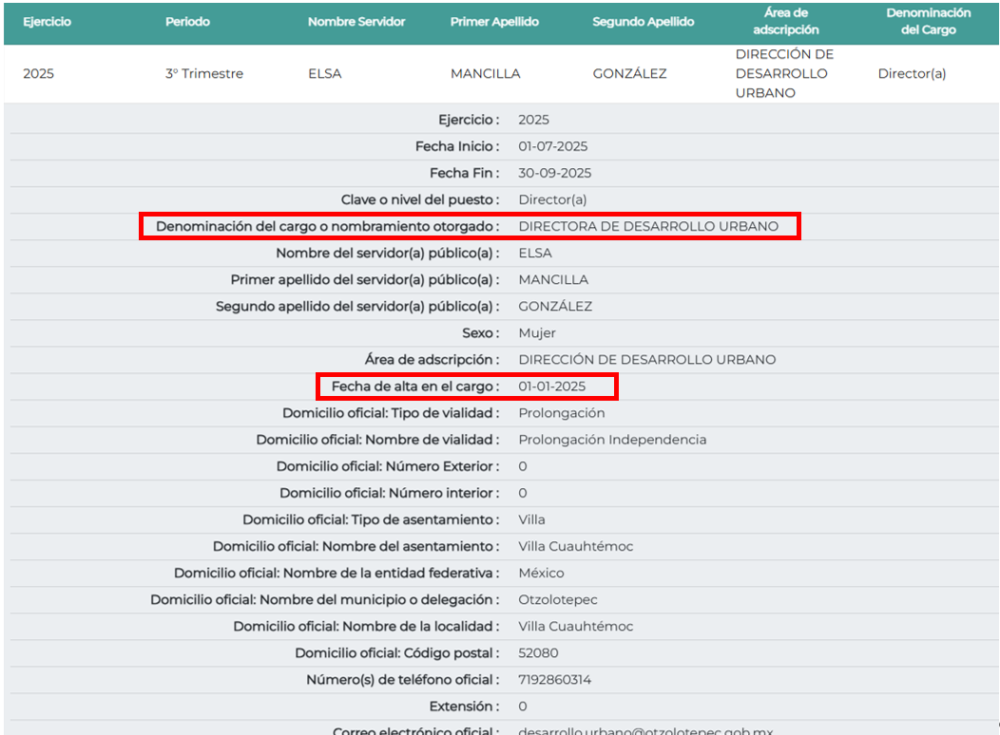 Ejercicio Periodo Nombre Servidor Primer Apellido Segundo Apellido Área de adscripción Denominación del Cargo
2025 3° Trimestre ELSA MANCILLA GONZÁLEZ DIRECCIÓN DE DESARROLLO URBANO Director(a)
Ejercicio : 2025
Fecha Inicio : 01-07-2025
Fecha Fin : 30-09-2025
Clave o nivel del puesto : Director(a)
Denominación del cargo o nombramiento otorgado : DIRECTORA DE DESARROLLO URBANO
Nombre del servidor(a) público(a) : ELSA
Primer apellido del servidor(a) público(a) : MANCILLA
Segundo apellido del servidor(a) público(a) : GONZÁLEZ
Sexo : Mujer
Área de adscripción : DIRECCIÓN DE DESARROLLO URBANO
Fecha de alta en el cargo : 01-01-2025
Domicilio oficial: Tipo de vialidad : Prolongación
Domicilio oficial: Nombre de vialidad : Prolongación Independencia
Domicilio oficial: Número Exterior : 0
Domicilio oficial: Número interior : 0
Domicilio oficial: Tipo de asentamiento : Villa
Domicilio oficial: Nombre del asentamiento : Villa Cuauhtémoc
Domicilio oficial: Nombre de la entidad federativa : México
Domicilio oficial: Nombre del municipio o delegación : Otzolotepec
Domicilio oficial: Nombre de la localidad : Villa Cuauhtémoc
Domicilio oficial: Código postal : 52080
Número(s) de teléfono oficial : 7192860314
Extensión : 0
Correo electrónico oficial : desarrollo.urbano@otzolotepec.gob.mx